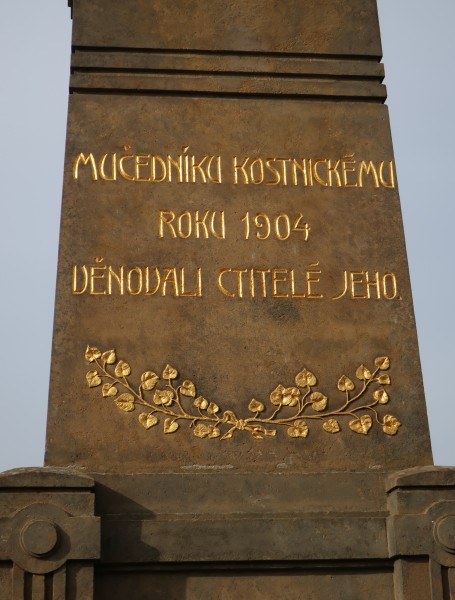 MUČEDNÍKU KOSTNICKÉMU
ROKU 1904
VĚNOVALI CTITELÉ JEHO.